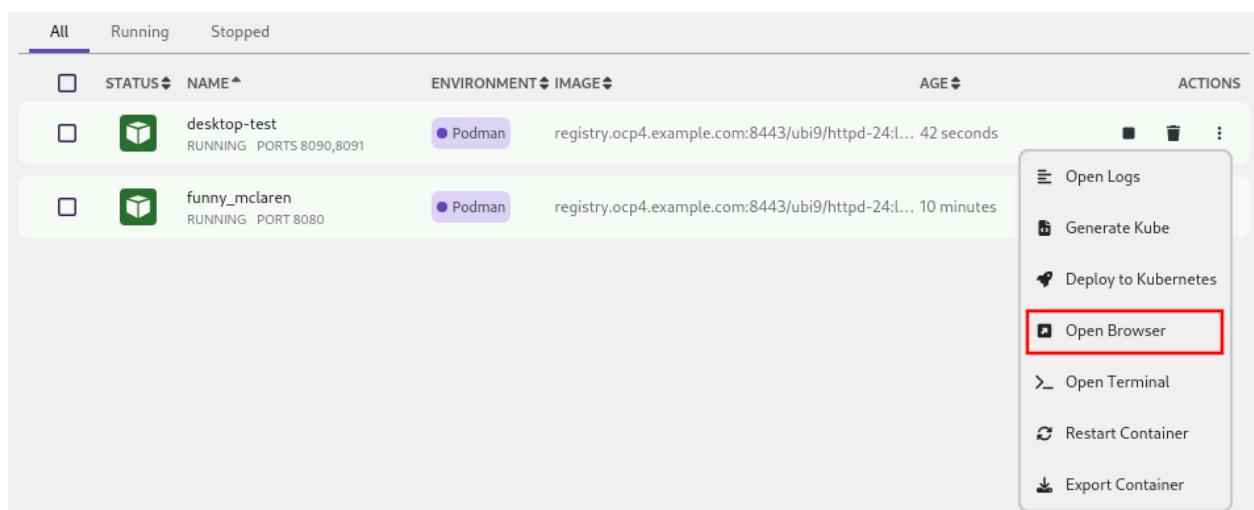 All Running Stopped
STATUS NAME ENVIRONMENT IMAGE AGE ACTIONS
desktop-test
RUNNING PORTS 8090,8091
Podman
registry.ocp4.example.com:8443/ubi9/httpd-24:l... 42 seconds
funny_mclaren
RUNNING PORT 8080
Podman
registry.ocp4.example.com:8443/ubi9/httpd-24:l... 10 minutes
Open Logs
Generate Kube
Deploy to Kubernetes
Open Browser
Open Terminal
Restart Container
Export Container